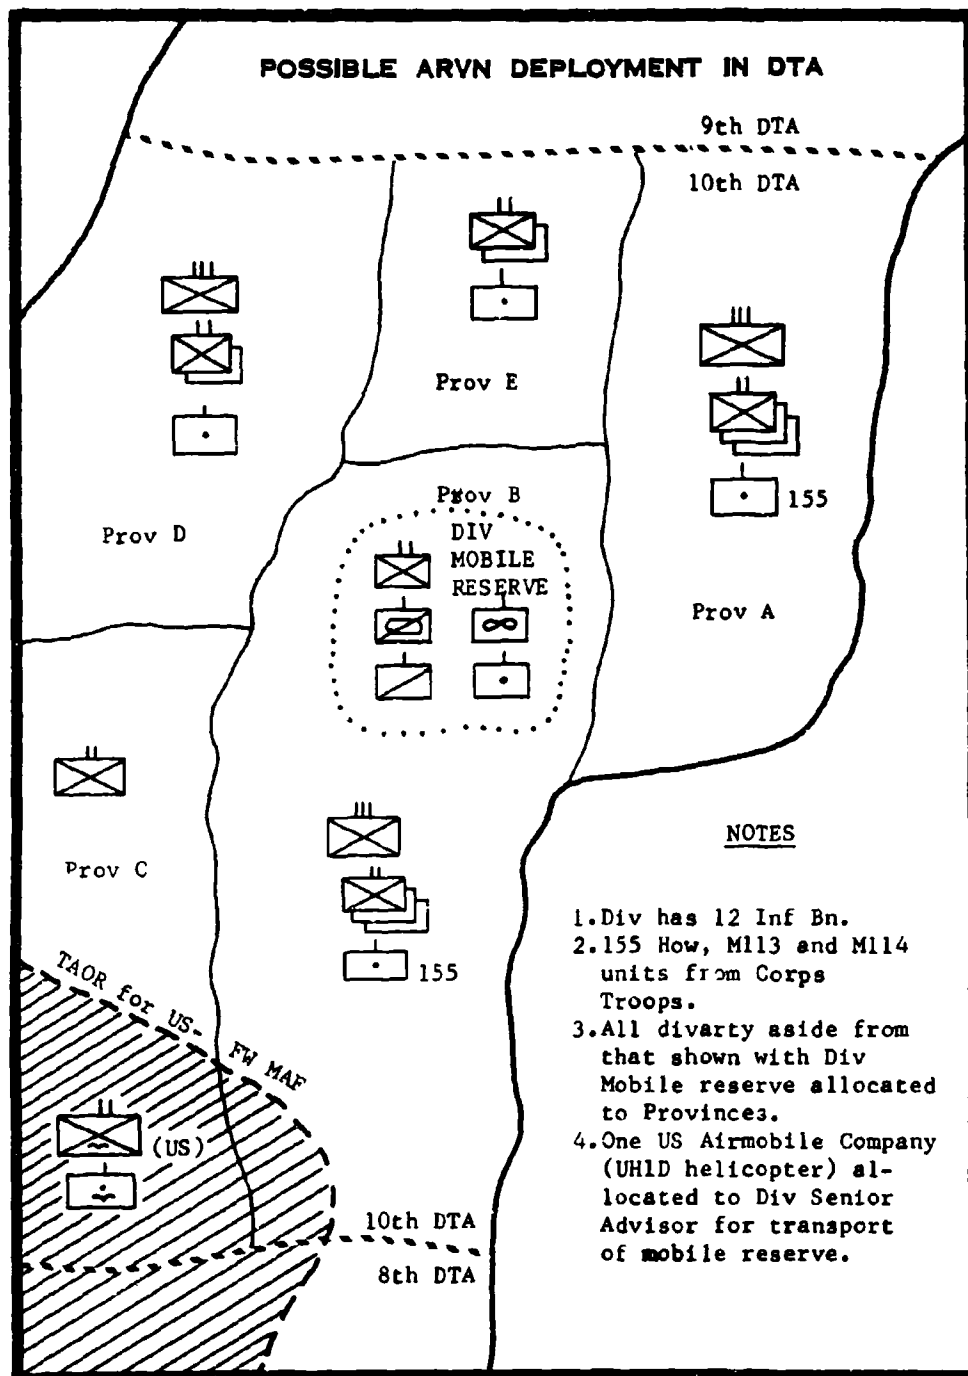 POSSIBLE ARVN DEPLOYMENT IN DTA
9th DTA
10th DTA
Prov E
155
Prov D
Prov B
DIV
MOBILE
RESERVE
Prov A
Prov C
155
NOTES
1.Div has 12 Inf Bn.
2.155 How, M113 and M114
units from Corps
Troops.
3.All divarty aside from
that shown with Div
Mobile reserve allocated
to Provinces.
4.One US Airmobile Company
(UH1D helicopter) al-
located to Div Senior
Advisor for transport
of mobile reserve.
TAOR for US-
FW MAF
(US)
10th DTA
8th DTA